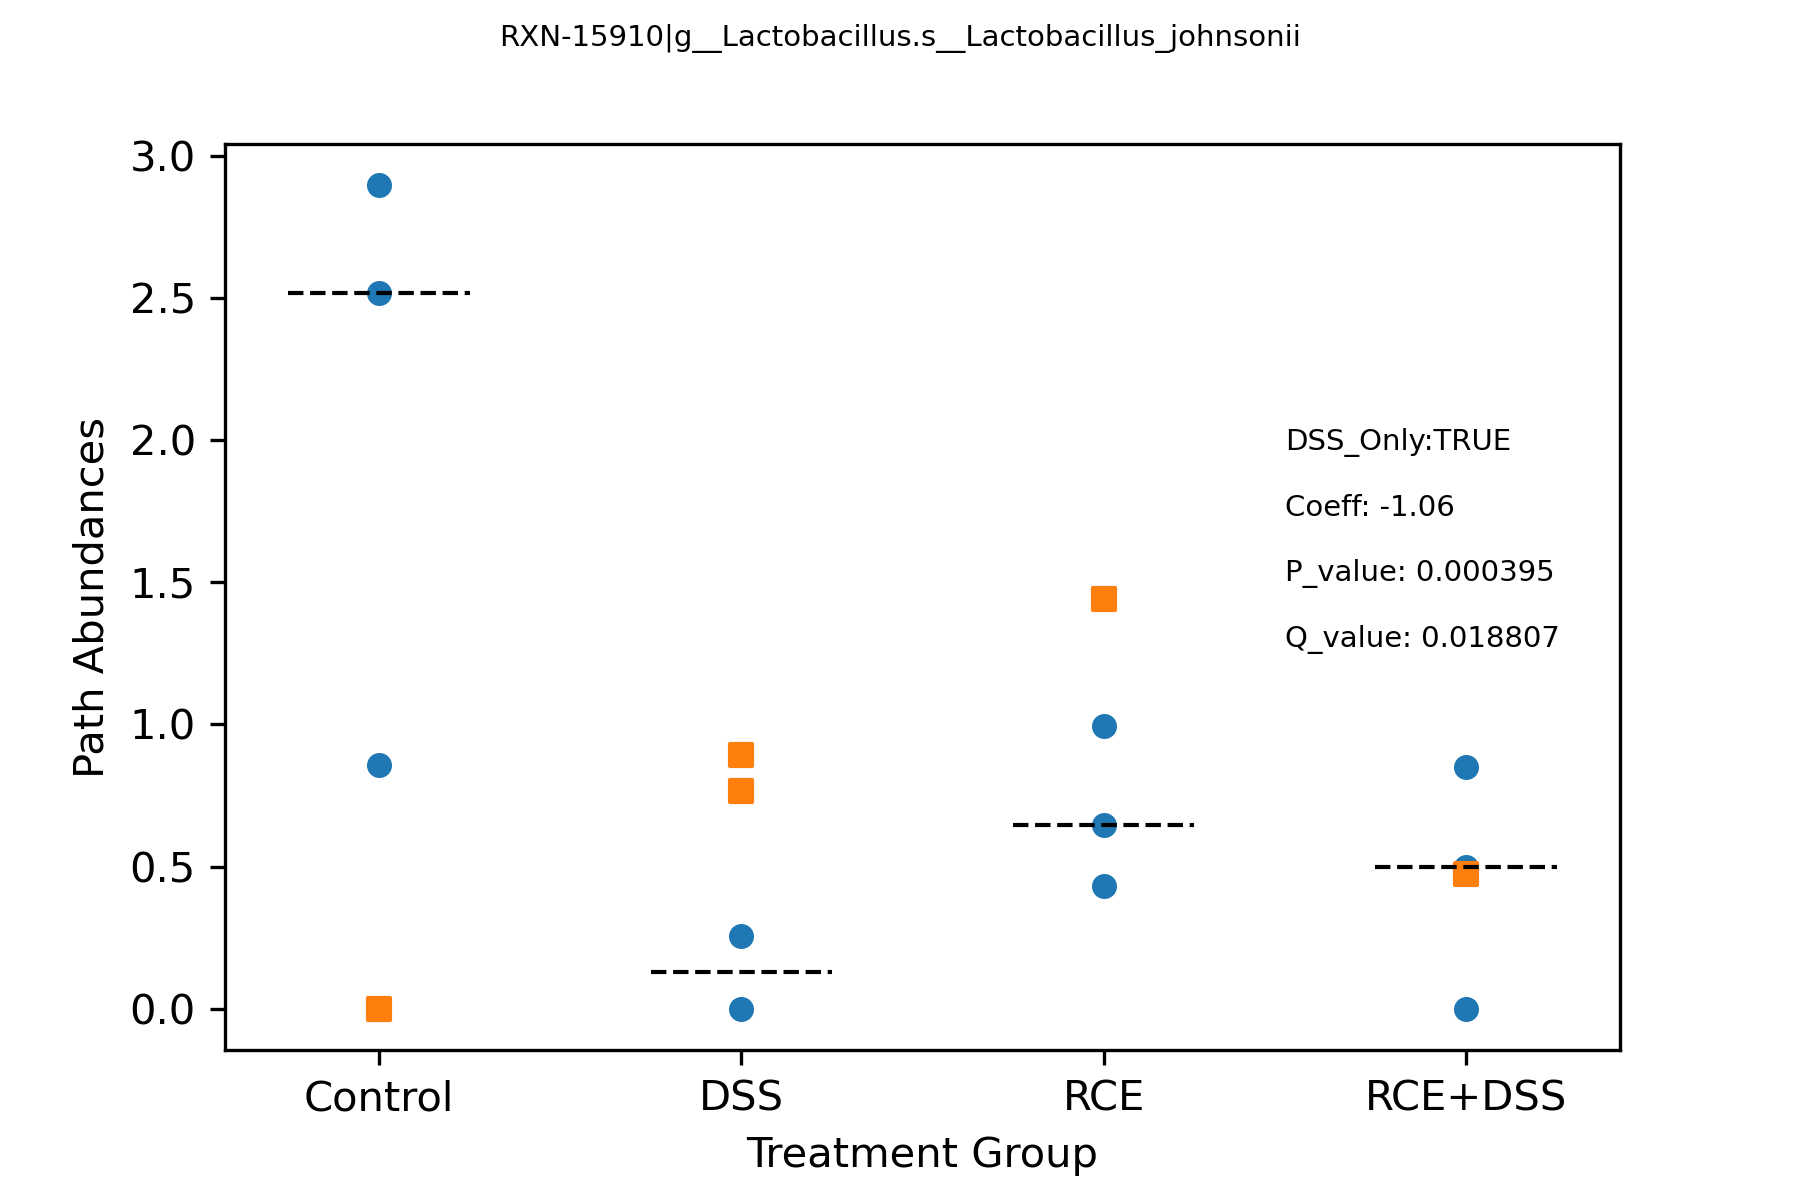 RXN-15910|g__Lactobacillus.s__Lactobacillus_johnsonii
3.0
2.5
2.0
1.5
1.0
0.5
0.0
Path Abundances
DSS_Only:TRUE
Coeff: -1.06
P_value: 0.000395
Q_value: 0.018807
Control DSS RCE RCE+DSS
Treatment Group